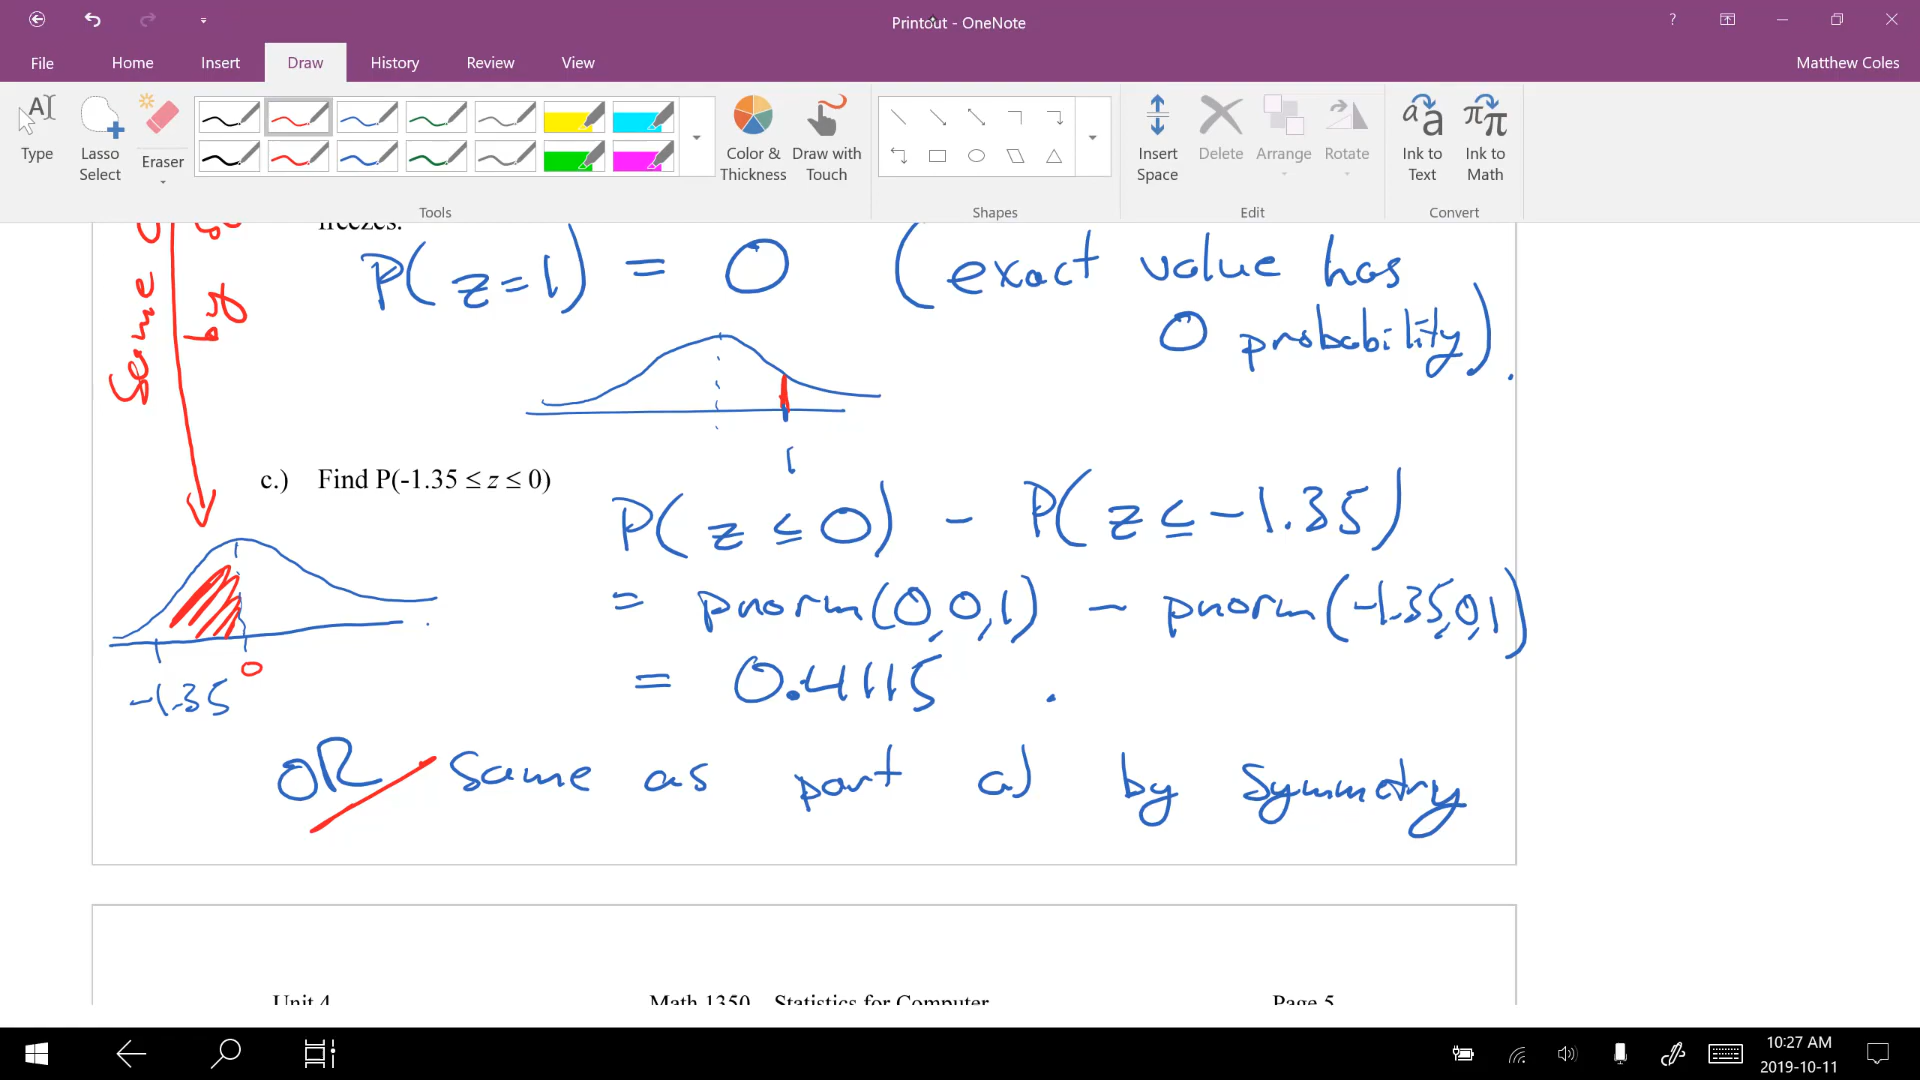 Printout - OneNote
File Home Insert Draw History Review View Matthew Coles
Type Lasso Select Eraser Color & Thickness Draw with Touch Insert Space Delete Arrange Rotate Ink to Text Ink to Math
Tools Shapes Edit Convert
freezes.
Same
by
P(z=1) = 0 (exact value has
0 probability).
1
c.) Find P(-1.35 ≤ z ≤ 0)
P(z ≤ 0) - P(z ≤ -1.35)
= pnorm(0,0,1) - pnorm(-1.35,0,1)
= 0.4115
-1.35 0
OR same as part a) by symmetry
Unit 4 Math 1350 Statistics for Computer Page 5
10:27 AM
2019-10-11